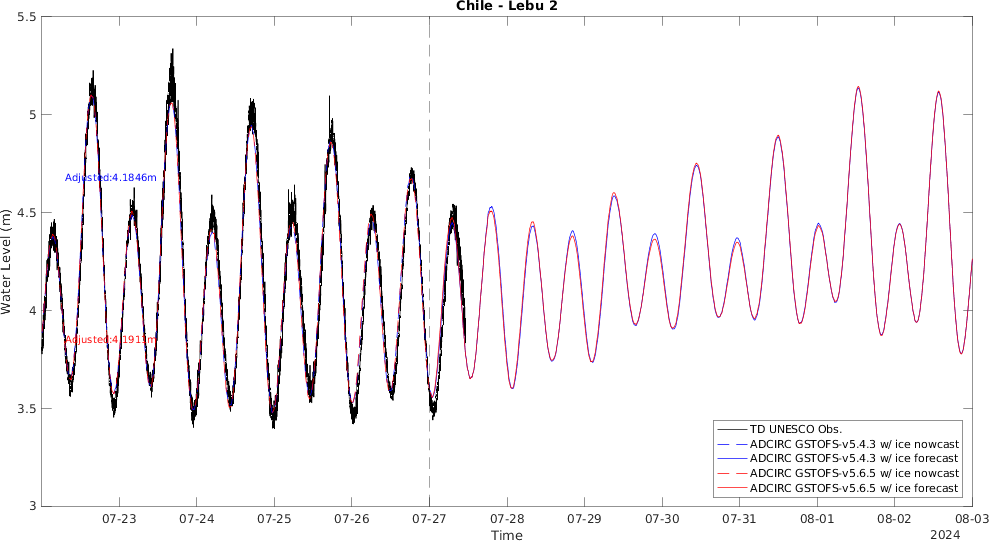 Chile - Lebu 2
5.5
5
4.5
4
3.5
3
Water Level (m)
Adjusted:4.1846m
Adjusted:4.1911m
TD UNESCO Obs.
ADCIRC GSTOFS-v5.4.3 w/ ice nowcast
ADCIRC GSTOFS-v5.4.3 w/ ice forecast
ADCIRC GSTOFS-v5.6.5 w/ ice nowcast
ADCIRC GSTOFS-v5.6.5 w/ ice forecast
07-23 07-24 07-25 07-26 07-27 07-28 07-29 07-30 07-31 08-01 08-02 08-03
Time
2024